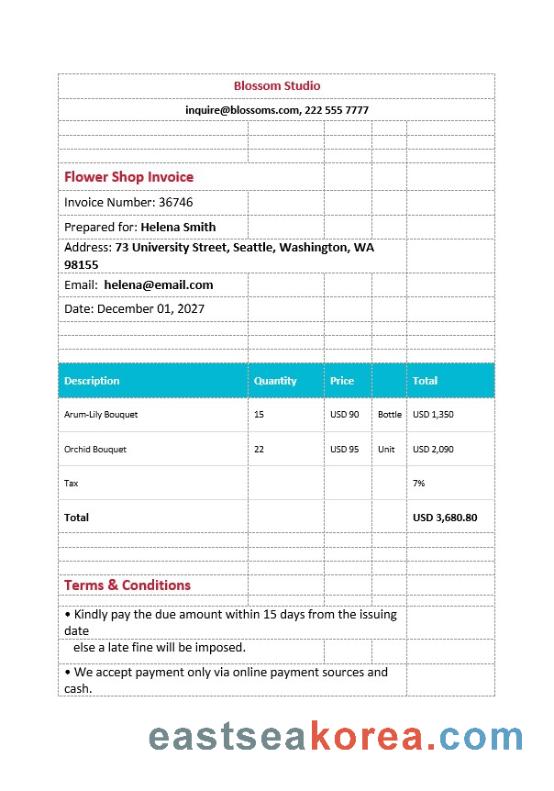 Blossom Studio
inquire@blossoms.com, 222 555 7777
Flower Shop Invoice
Invoice Number: 36746
Prepared for: Helena Smith
Address: 73 University Street, Seattle, Washington, WA
98155
Email: helena@email.com
Date: December 01, 2027
Description Quantity Price Total
Arum-Lily Bouquet 15 USD 90 Bottle USD 1,350
Orchid Bouquet 22 USD 95 Unit USD 2,090
Tax 7%
Total USD 3,680.80
Terms & Conditions
• Kindly pay the due amount within 15 days from the issuing
date
else a late fine will be imposed.
• We accept payment only via online payment sources and
cash.
eastseakorea.com